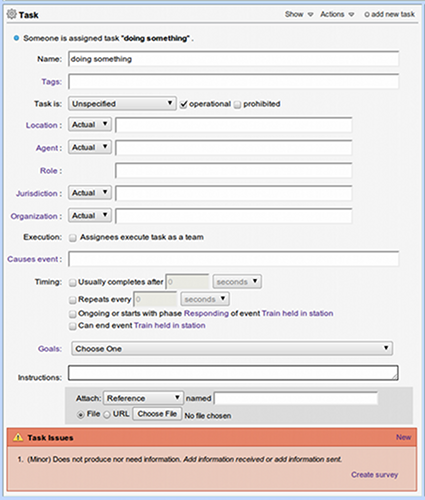 Task Show Actions add new task
Someone is assigned task "doing something" .
Name: doing something
Tags:
Task is: Unspecified operational prohibited
Location : Actual
Agent : Actual
Role :
Jurisdiction : Actual
Organization : Actual
Execution: Assignees execute task as a team
Causes event :
Timing: Usually completes after 0 seconds
Repeats every 0 seconds
Ongoing or starts with phase Responding of event Train held in station
Can end event Train held in station
Goals: Choose One
Instructions:
Attach: Reference named
File URL Choose File No file chosen
Task Issues New
1. (Minor) Does not produce nor need information. Add information received or add information sent.
Create survey